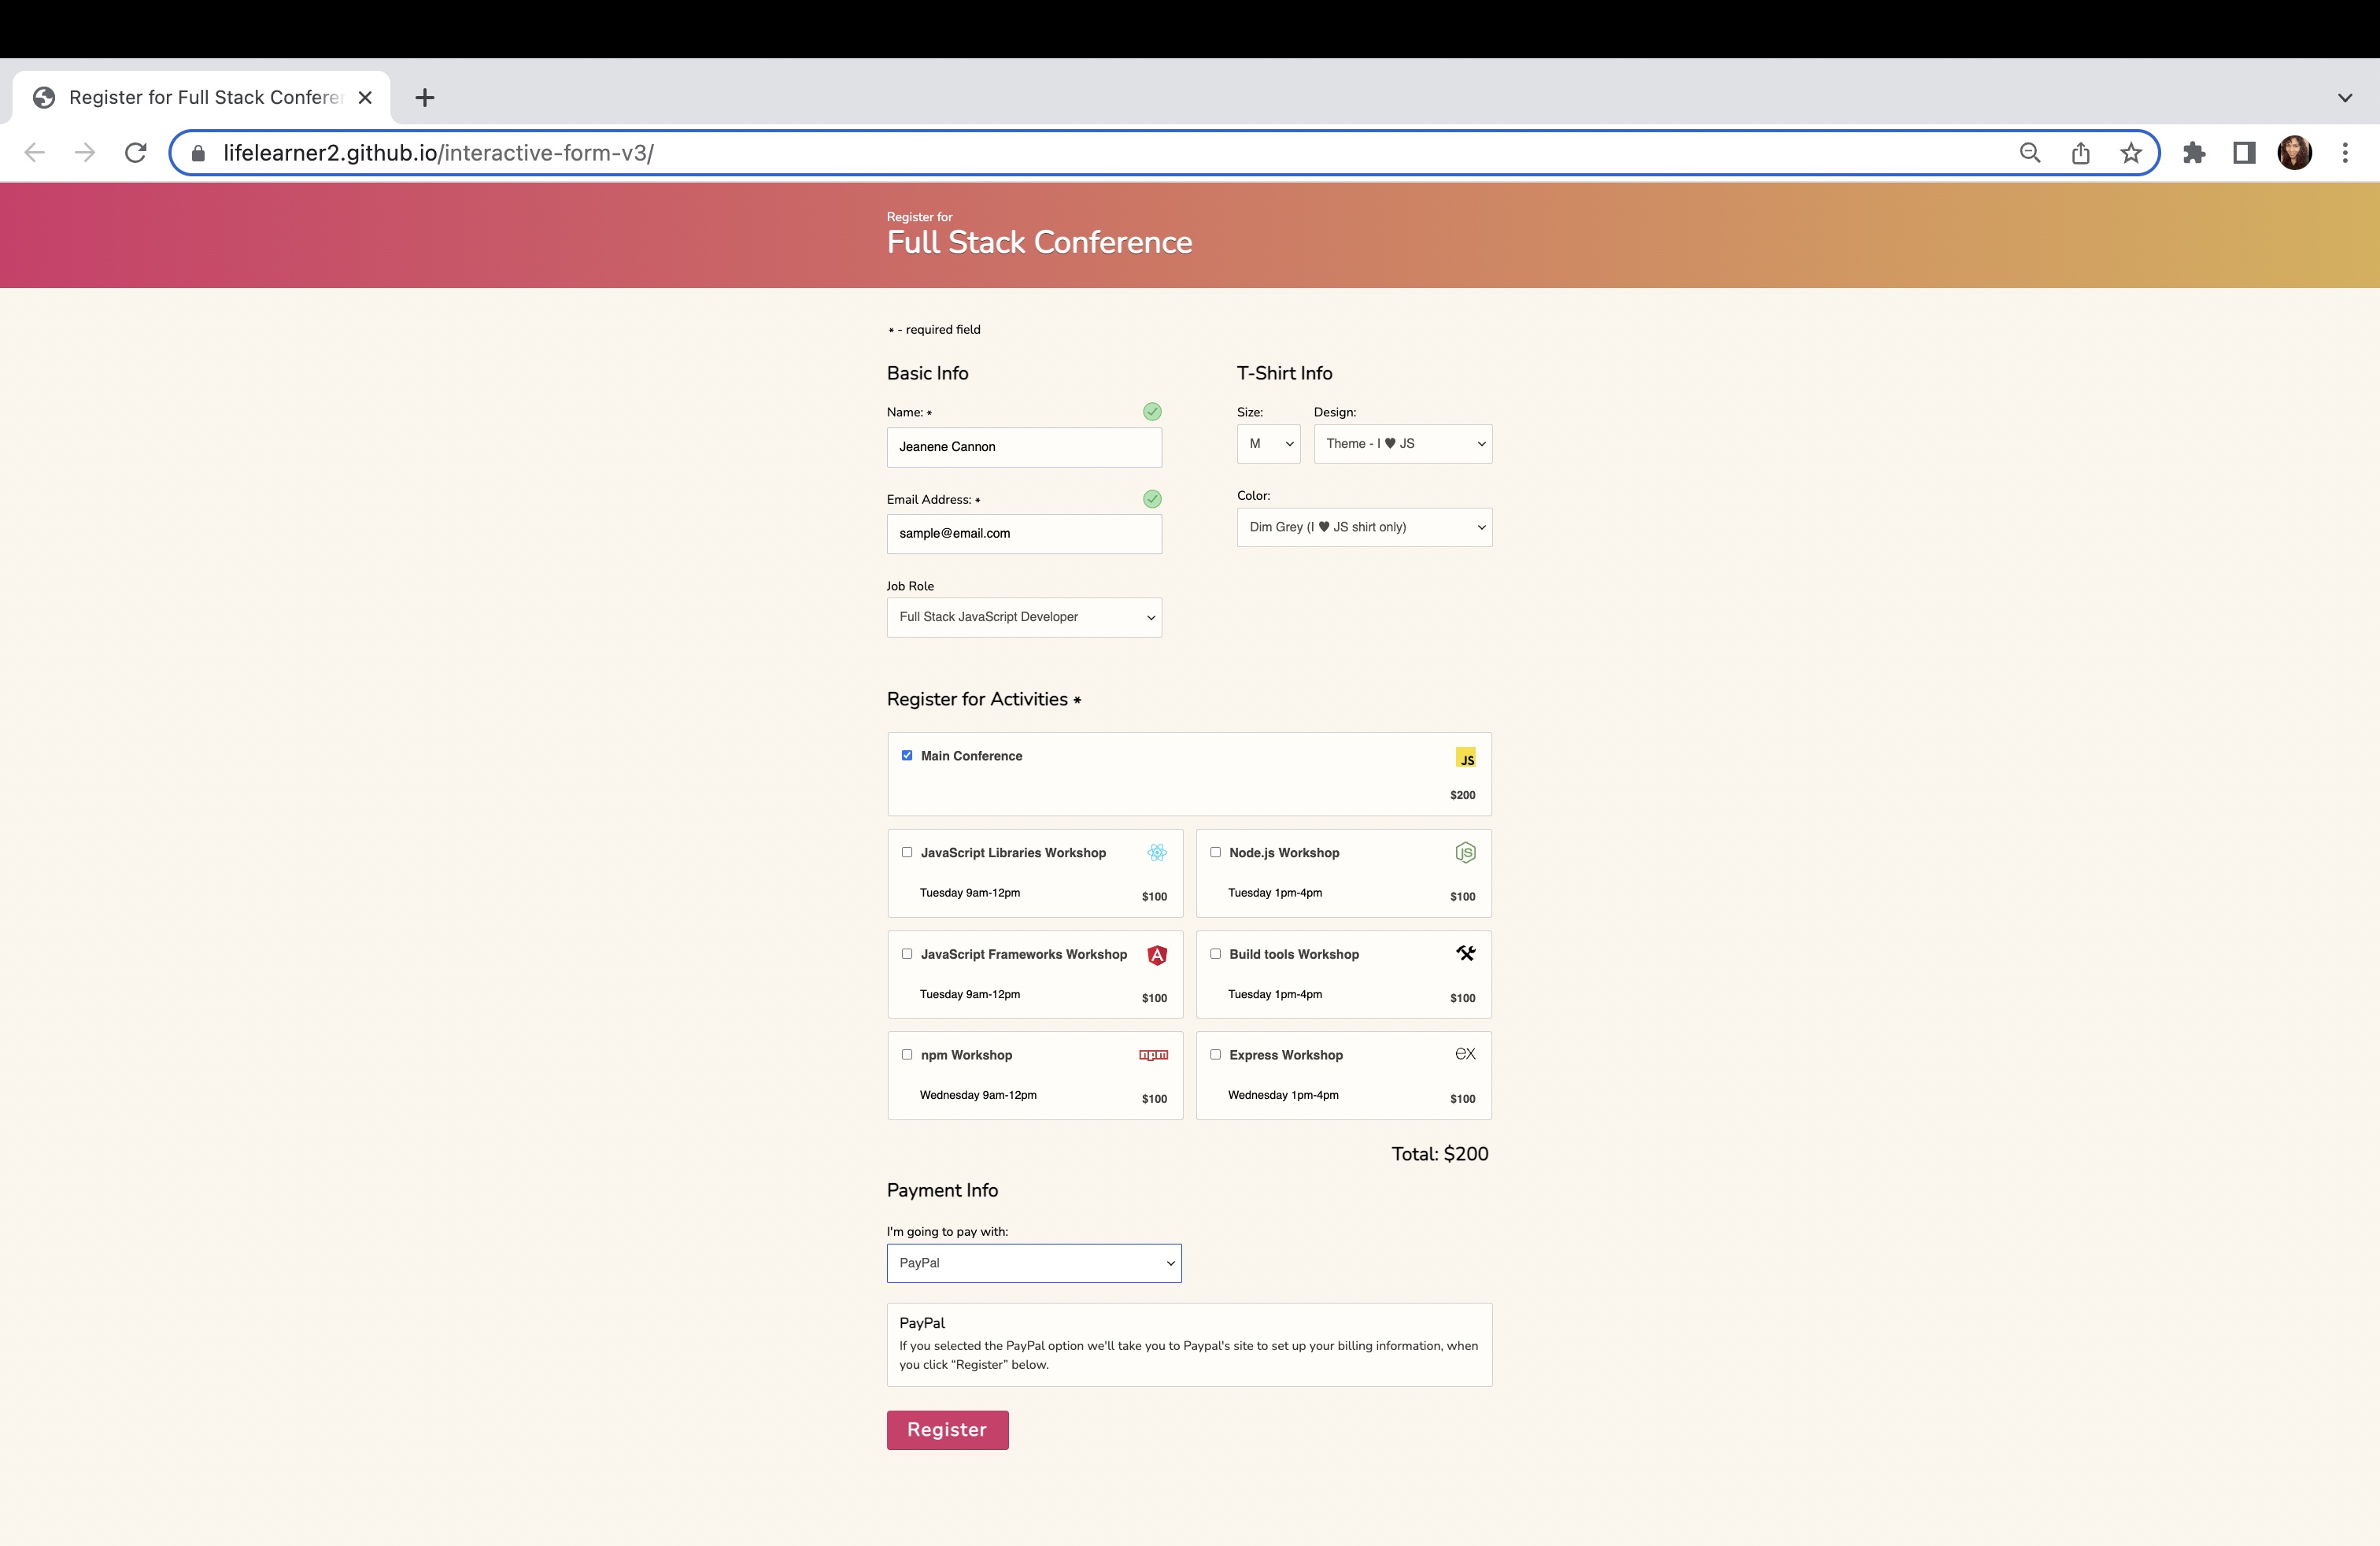 Register for Full Stack Conferer
lifelearner2.github.io/interactive-form-v3/
Register for
Full Stack Conference
* - required field
Basic Info
Name: *
Jeanene Cannon
Email Address: *
sample@email.com
Job Role
Full Stack JavaScript Developer
T-Shirt Info
Size: Design:
M Theme - I ♥ JS
Color:
Dim Grey (I ♥ JS shirt only)
Register for Activities *
Main Conference JS
$200
JavaScript Libraries Workshop
Tuesday 9am-12pm $100
Node.js Workshop JS
Tuesday 1pm-4pm $100
JavaScript Frameworks Workshop A
Tuesday 9am-12pm $100
Build tools Workshop
Tuesday 1pm-4pm $100
npm Workshop npm
Wednesday 9am-12pm $100
Express Workshop ex
Wednesday 1pm-4pm $100
Total: $200
Payment Info
I'm going to pay with:
PayPal
PayPal
If you selected the PayPal option we'll take you to Paypal's site to set up your billing information, when
you click “Register” below.
Register